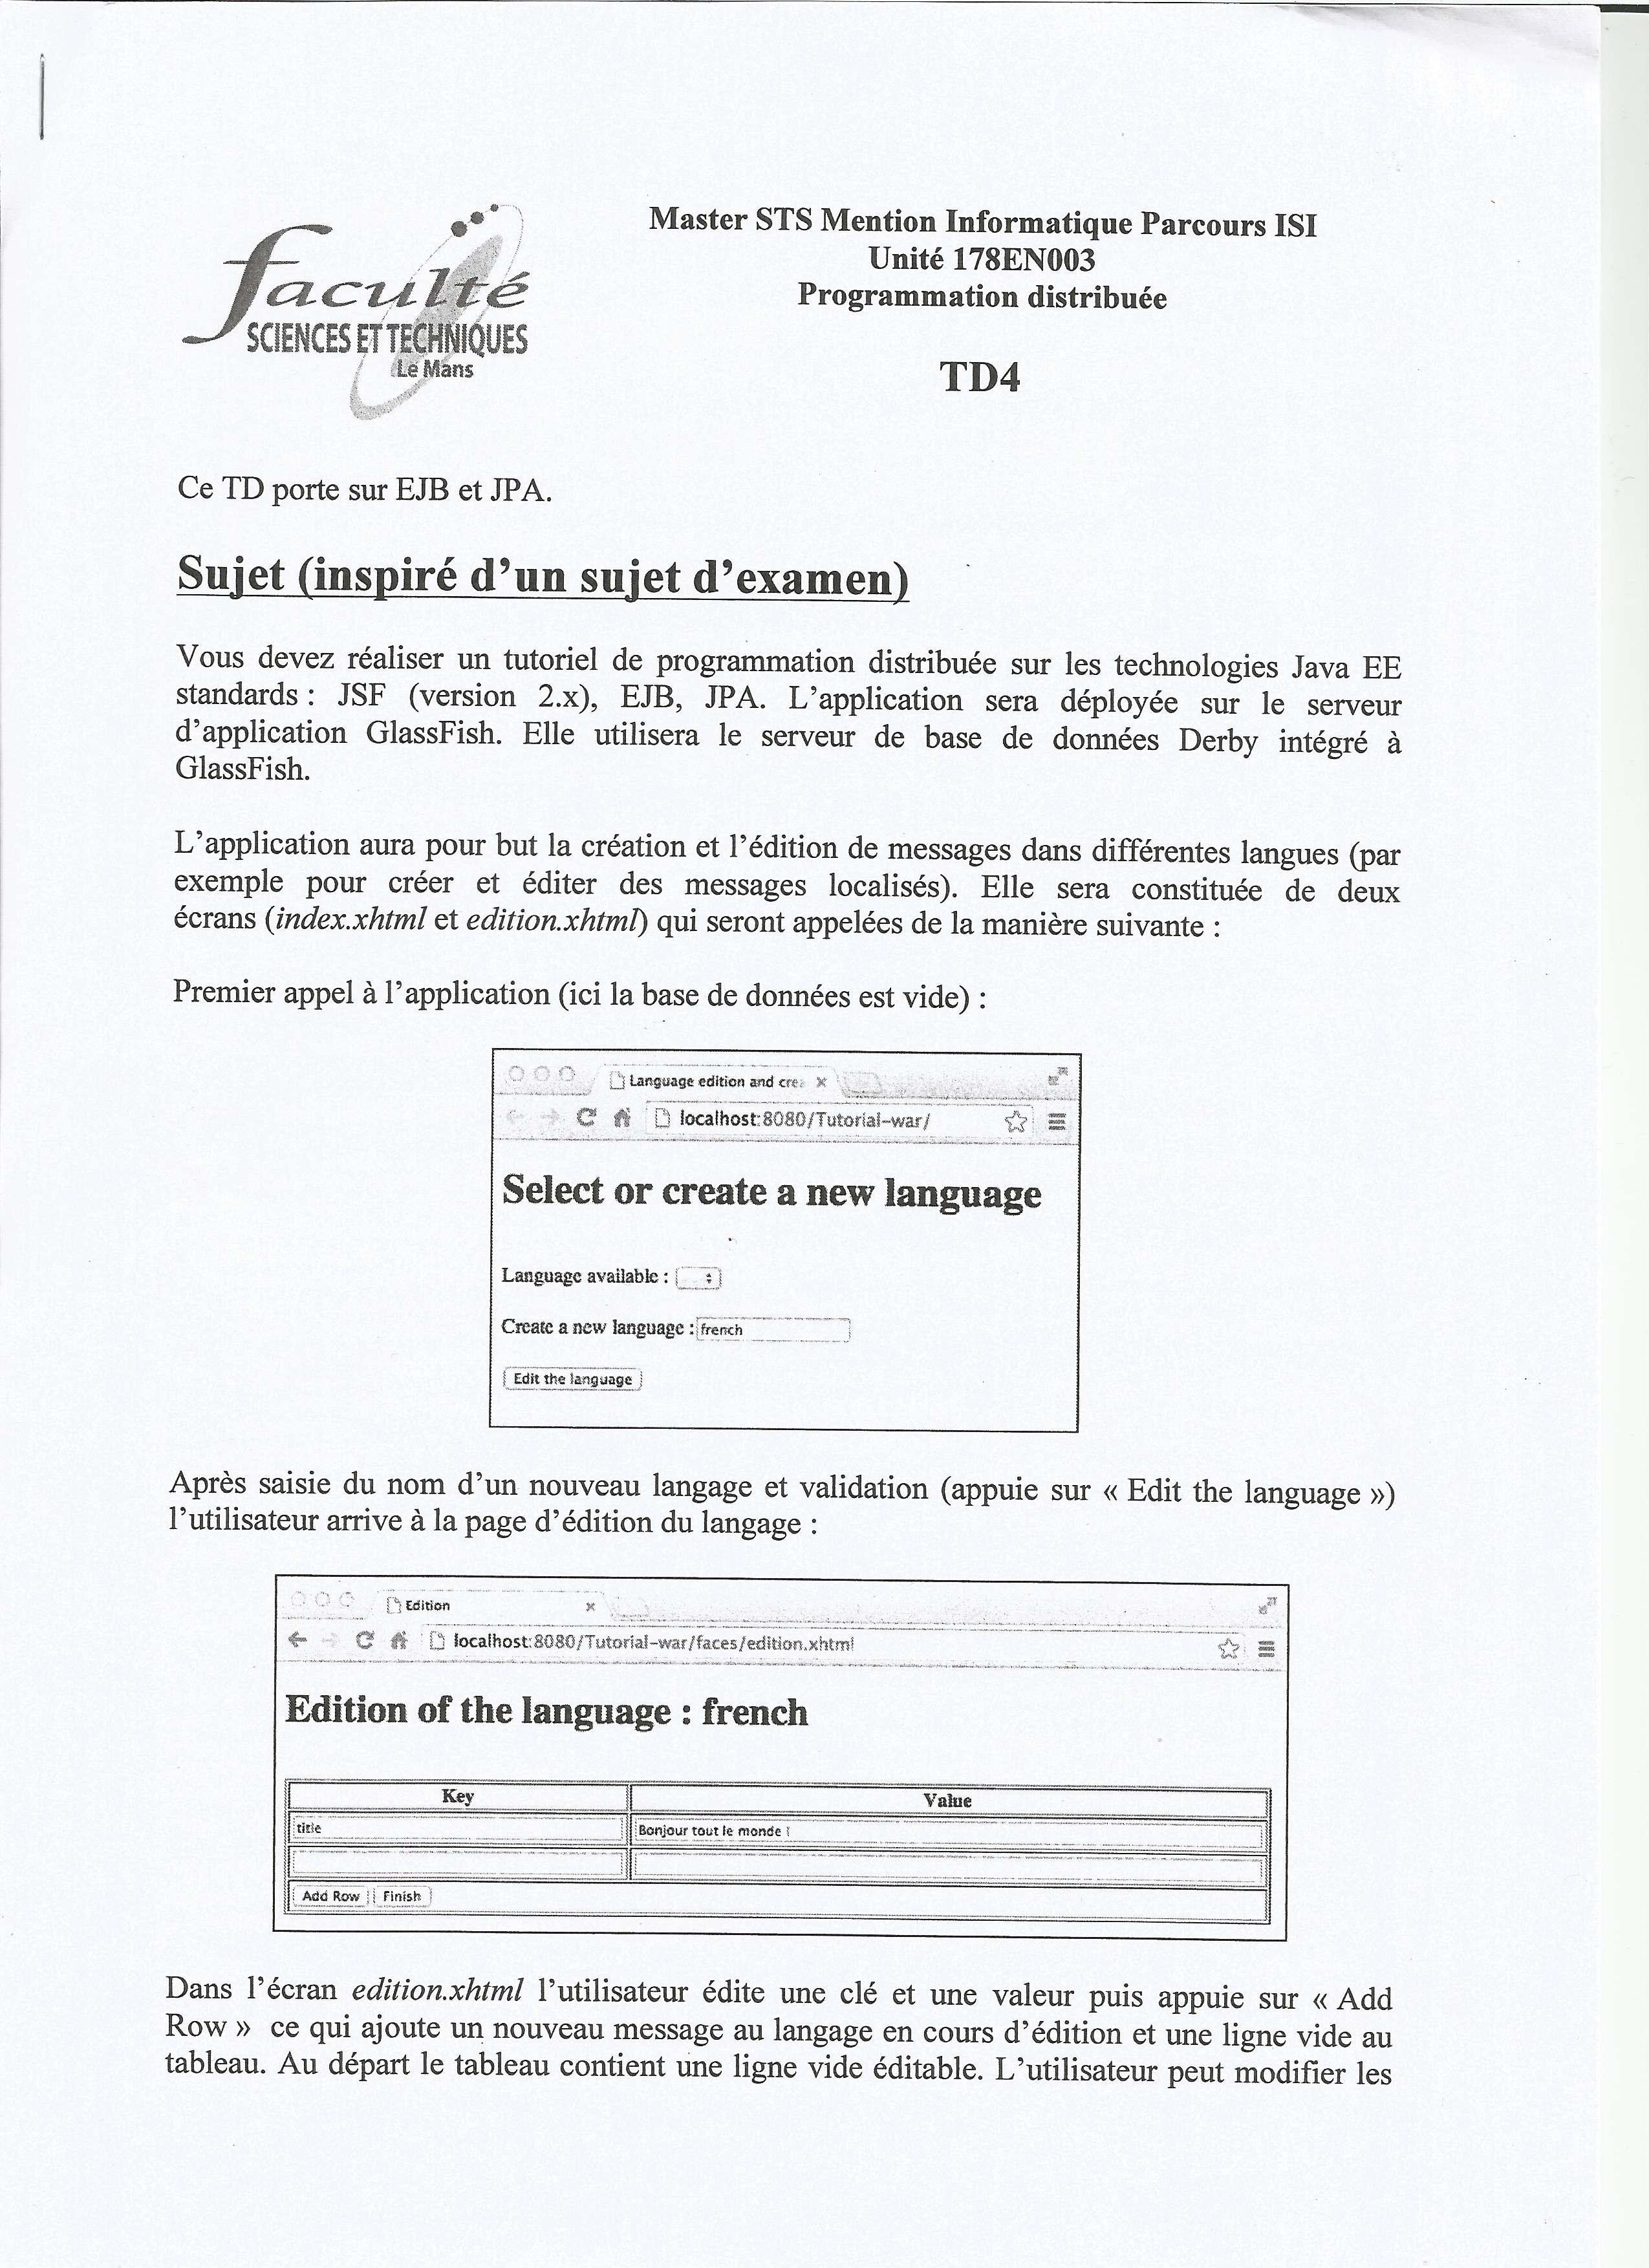 faculté
SCIENCES ET TECHNIQUES
Le Mans
Master STS Mention Informatique Parcours ISI
Unité 178EN003
Programmation distribuée
TD4
Ce TD porte sur EJB et JPA.
Sujet (inspiré d’un sujet d’examen)
Vous devez réaliser un tutoriel de programmation distribuée sur les technologies Java EE
standards : JSF (version 2.x), EJB, JPA. L’application sera déployée sur le serveur
d’application GlassFish. Elle utilisera le serveur de base de données Derby intégré à
GlassFish.
L’application aura pour but la création et l’édition de messages dans différentes langues (par
exemple pour créer et éditer des messages localisés). Elle sera constituée de deux
écrans (index.xhtml et edition.xhtml) qui seront appelées de la manière suivante :
Premier appel à l’application (ici la base de données est vide) :
Language edition and crea
localhost:8080/Tutorial-war/
Select or create a new language
Language available :
Create a new language : french
Edit the language
Après saisie du nom d’un nouveau langage et validation (appuie sur « Edit the language »)
l’utilisateur arrive à la page d’édition du langage :
Edition
localhost:8080/Tutorial-war/faces/edition.xhtml
Edition of the language : french
Key Value
title Bonjour tout le monde !
Add Row Finish
Dans l’écran edition.xhtml l’utilisateur édite une clé et une valeur puis appuie sur « Add
Row » ce qui ajoute un nouveau message au langage en cours d’édition et une ligne vide au
tableau. Au départ le tableau contient une ligne vide éditable. L’utilisateur peut modifier les